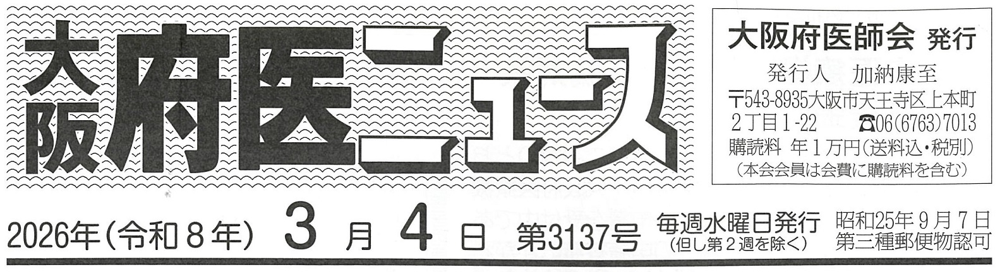 大阪府医ニュース
大阪府医師会 発行
発行人 加納康至
〒543-8935大阪市天王寺区上本町
2丁目1-22 ☎06(6763)7013
購読料 年1万円(送料込・税別)
(本会会員は会費に購読料を含む)
2026年(令和8年) 3月4日 第3137号 毎週水曜日発行
(但し第2週を除く)
昭和25年9月7日
第三種郵便物認可